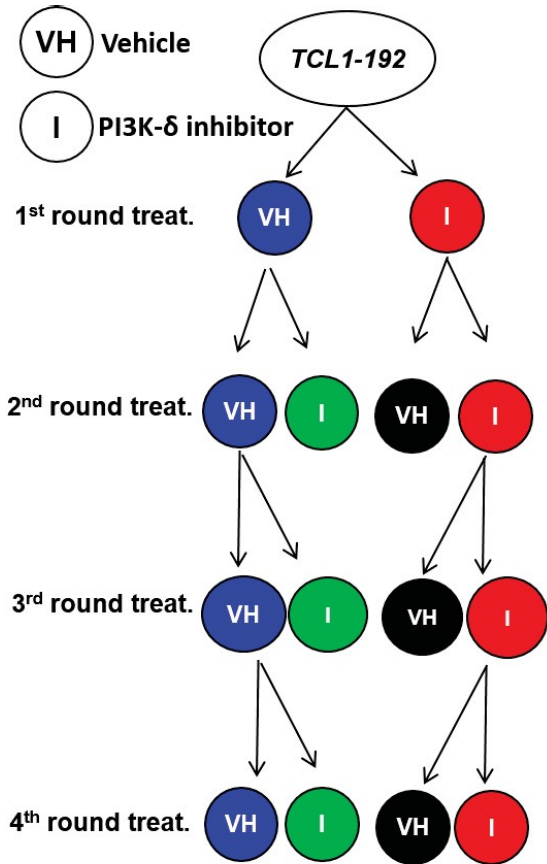 VH Vehicle
TCL1-192
I PI3K-δ inhibitor
1st round treat. VH I
2nd round treat. VH I VH I
3rd round treat. VH I VH I
4th round treat. VH I VH I